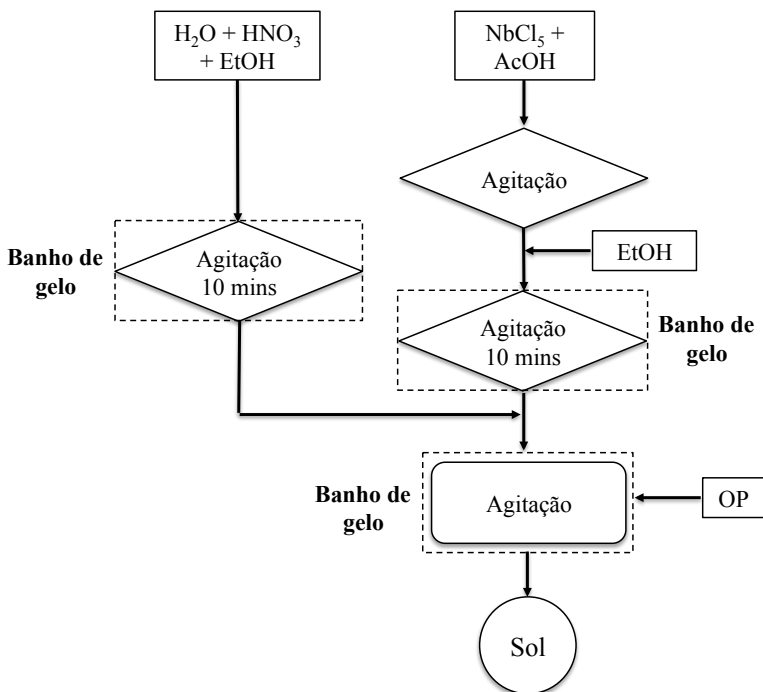 H₂O + HNO₃
+ EtOH
NbCl₅ +
AcOH
Agitação
EtOH
Banho de
gelo
Agitação
10 mins
Agitação
10 mins
Banho de
gelo
Banho de
gelo
Agitação
OP
Sol